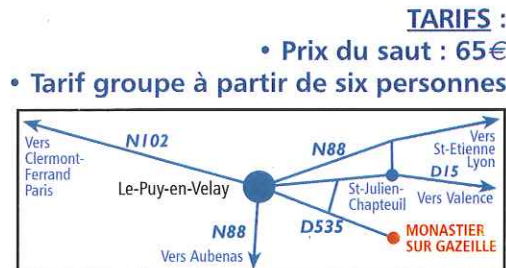 TARIFS :
• Prix du saut : 65€
• Tarif groupe à partir de six personnes
Vers
Clermont-
Ferrand
Paris
N102
N88
Vers
St-Etienne
Lyon
D15
Le-Puy-en-Velay
St-Julien-
Chapteuil
Vers Valence
N88
D535
MONASTIER
SUR GAZEILLE
Vers Aubenas